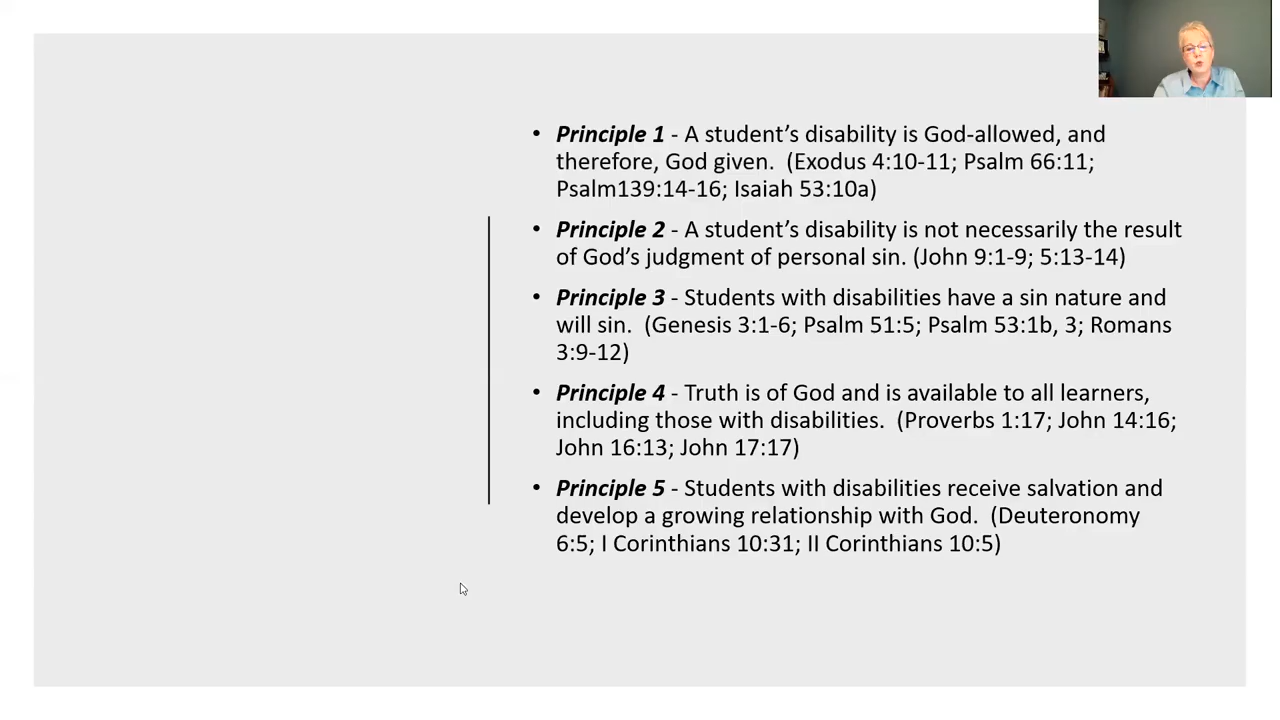 • Principle 1 - A student’s disability is God-allowed, and
therefore, God given.  (Exodus 4:10-11; Psalm 66:11;
Psalm139:14-16; Isaiah 53:10a)
• Principle 2 - A student’s disability is not necessarily the result
of God’s judgment of personal sin. (John 9:1-9; 5:13-14)
• Principle 3 - Students with disabilities have a sin nature and
will sin.  (Genesis 3:1-6; Psalm 51:5; Psalm 53:1b, 3; Romans
3:9-12)
• Principle 4 - Truth is of God and is available to all learners,
including those with disabilities.  (Proverbs 1:17; John 14:16;
John 16:13; John 17:17)
• Principle 5 - Students with disabilities receive salvation and
develop a growing relationship with God.  (Deuteronomy
6:5; I Corinthians 10:31; II Corinthians 10:5)